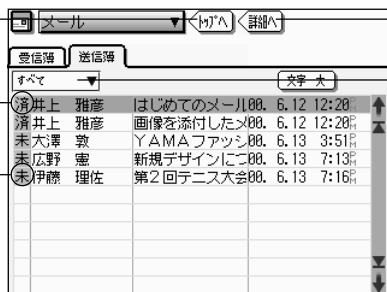 メール ▼ トップへ 詳細へ
受信簿 送信簿
すべて ▼ 文字 大
済 井上 雅彦 はじめてのメール 00. 6.12 12:20PM
済 井上 雅彦 画像を添付したメ 00. 6.12 12:20PM
未 大澤 敦 YAMAファッシ 00. 6.13 3:51PM
未 広野 憲 新規デザインにつ 00. 6.13 7:13PM
未 伊藤 理佐 第2回テニス大会 00. 6.13 7:16PM